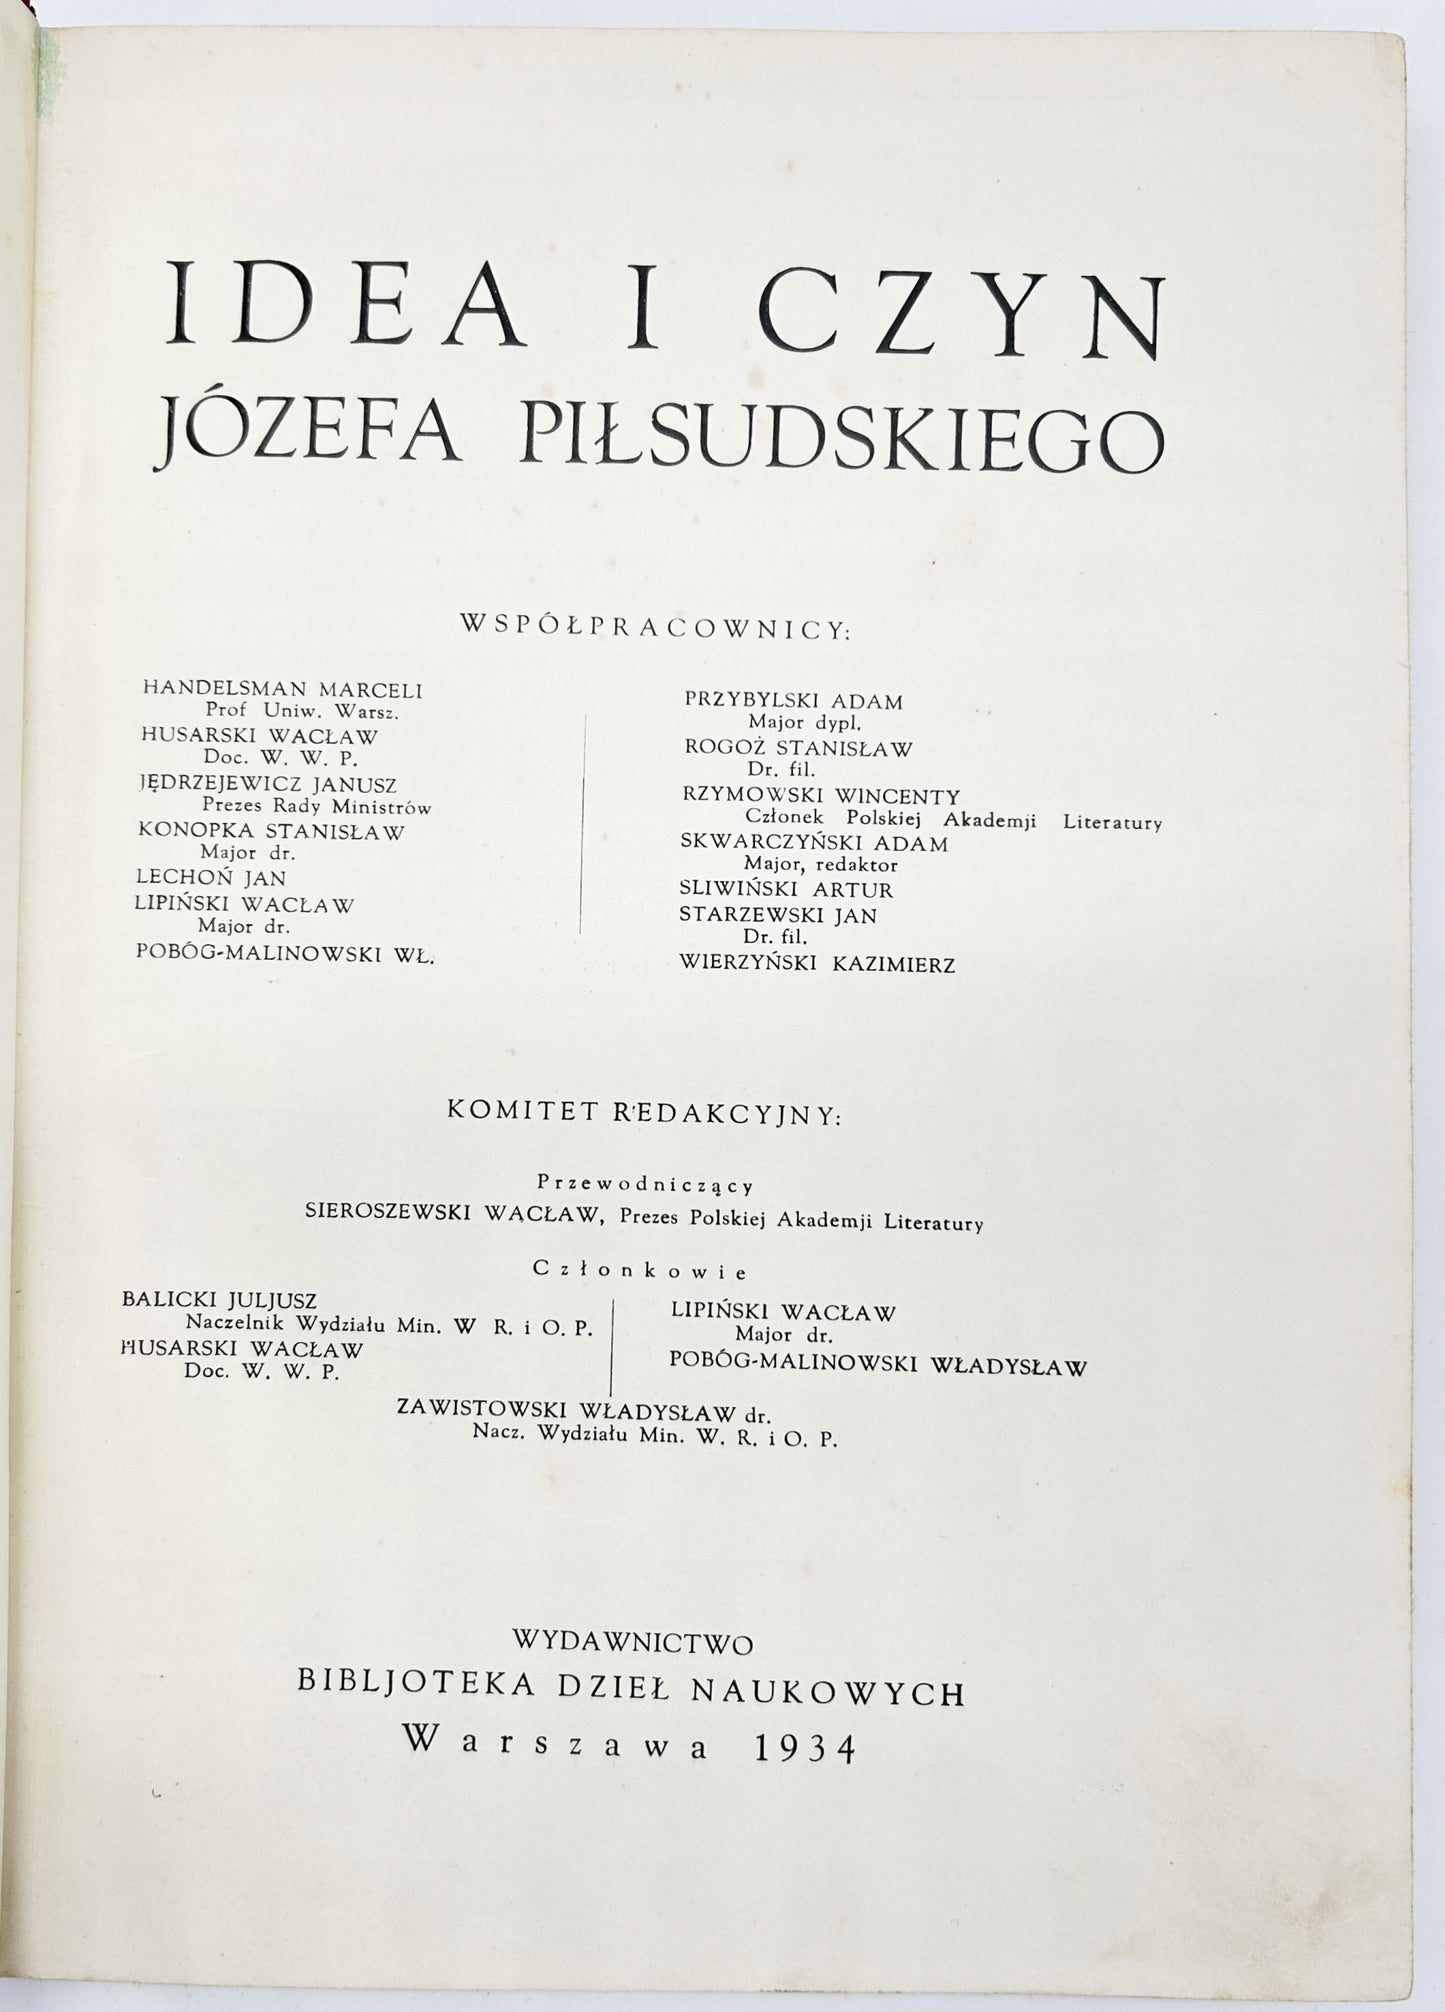 IDEA I CZYN
JÓZEFA PIŁSUDSKIEGO
WSPÓŁPRACOWNICY:
HANDELSMAN MARCELI
Prof Uniw. Warsz.
HUSARSKI WACŁAW
Doc. W. W. P.
JĘDRZEJEWICZ JANUSZ
Prezes Rady Ministrów
KONOPKA STANISŁAW
Major dr.
LECHOŃ JAN
LIPIŃSKI WACŁAW
Major dr.
POBÓG-MALINOWSKI WŁ.
PRZYBYLSKI ADAM
Major dypl.
ROGOŻ STANISŁAW
Dr. fil.
RZYMOWSKI WINCENTY
Członek Polskiej Akademji Literatury
SKWARCZYŃSKI ADAM
Major, redaktor
SLIWIŃSKI ARTUR
STARZEWSKI JAN
Dr. fil.
WIERZYŃSKI KAZIMIERZ
KOMITET REDAKCYJNY:
Przewodniczący
SIEROSZEWSKI WACŁAW, Prezes Polskiej Akademji Literatury
Członkowie
BALICKI JULJUSZ
Naczelnik Wydziału Min. W R. i O. P.
HUSARSKI WACŁAW
Doc. W. W. P.
LIPIŃSKI WACŁAW
Major dr.
POBÓG-MALINOWSKI WŁADYSŁAW
ZAWISTOWSKI WŁADYSŁAW dr.
Nacz. Wydziału Min. W. R. i O. P.
WYDAWNICTWO
BIBLJOTEKA DZIEŁ NAUKOWYCH
Warszawa 1934